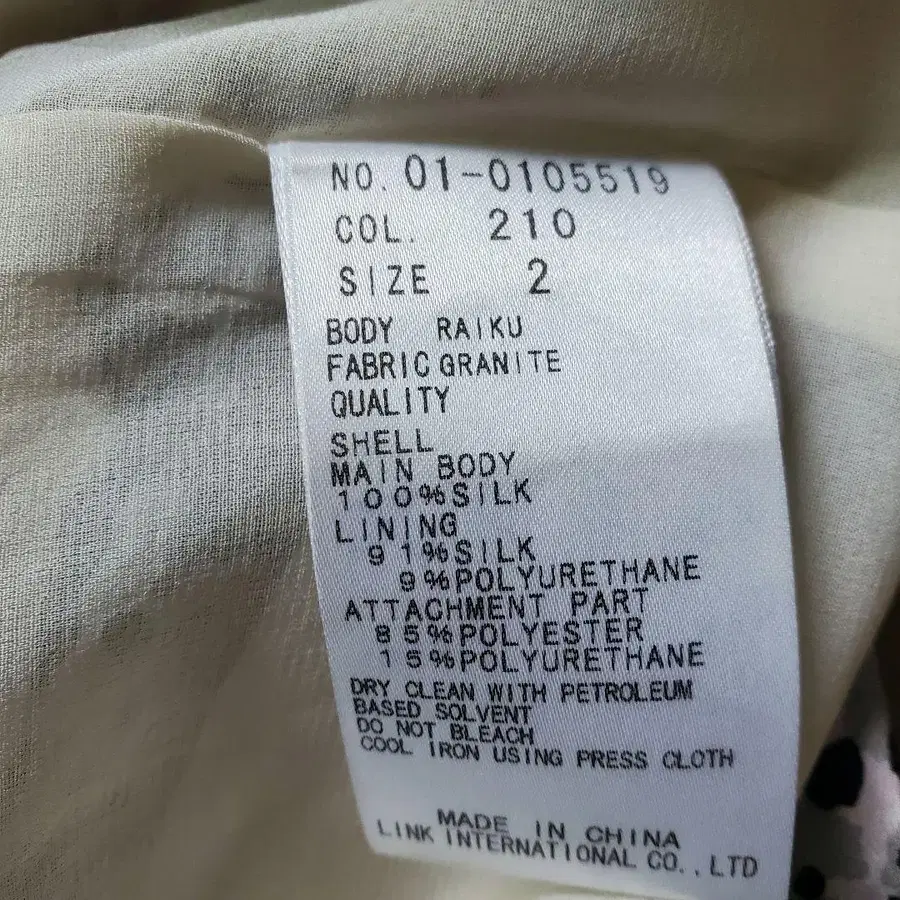 NO. 01-0105519
COL. 210
SIZE 2
BODY RAIKU
FABRIC GRANITE
QUALITY
SHELL
MAIN BODY
100%SILK
LINING
91%SILK
9%POLYURETHANE
ATTACHMENT PART
85%POLYESTER
15%POLYURETHANE
DRY CLEAN WITH PETROLEUM
BASED SOLVENT
DO NOT BLEACH
COOL IRON USING PRESS CLOTH
MADE IN CHINA
LINK INTERNATIONAL CO., LTD